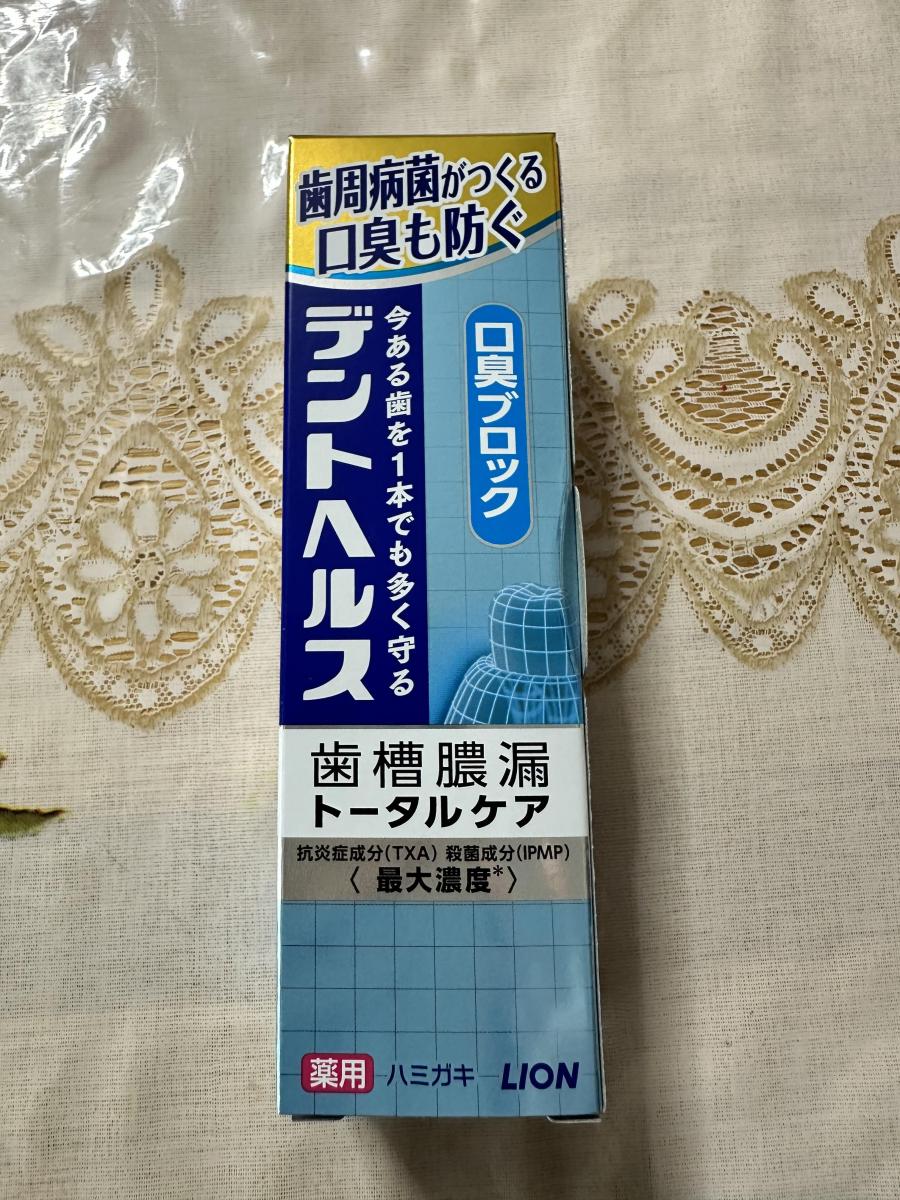 歯周病菌がつくる
口臭も防ぐ
今ある歯を1本でも多く守る
デントヘルス
口臭ブロック
歯槽膿漏
トータルケア
抗炎症成分(TXA) 殺菌成分(IPMP)
〈 最大濃度*〉
薬用 ハミガキ LION